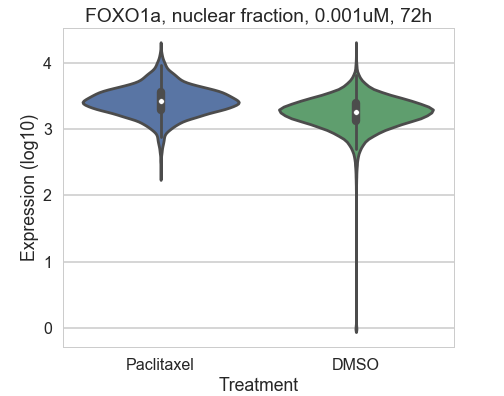 FOXO1a, nuclear fraction, 0.001uM, 72h
Expression (log10)
4
3
2
1
0
Paclitaxel DMSO
Treatment